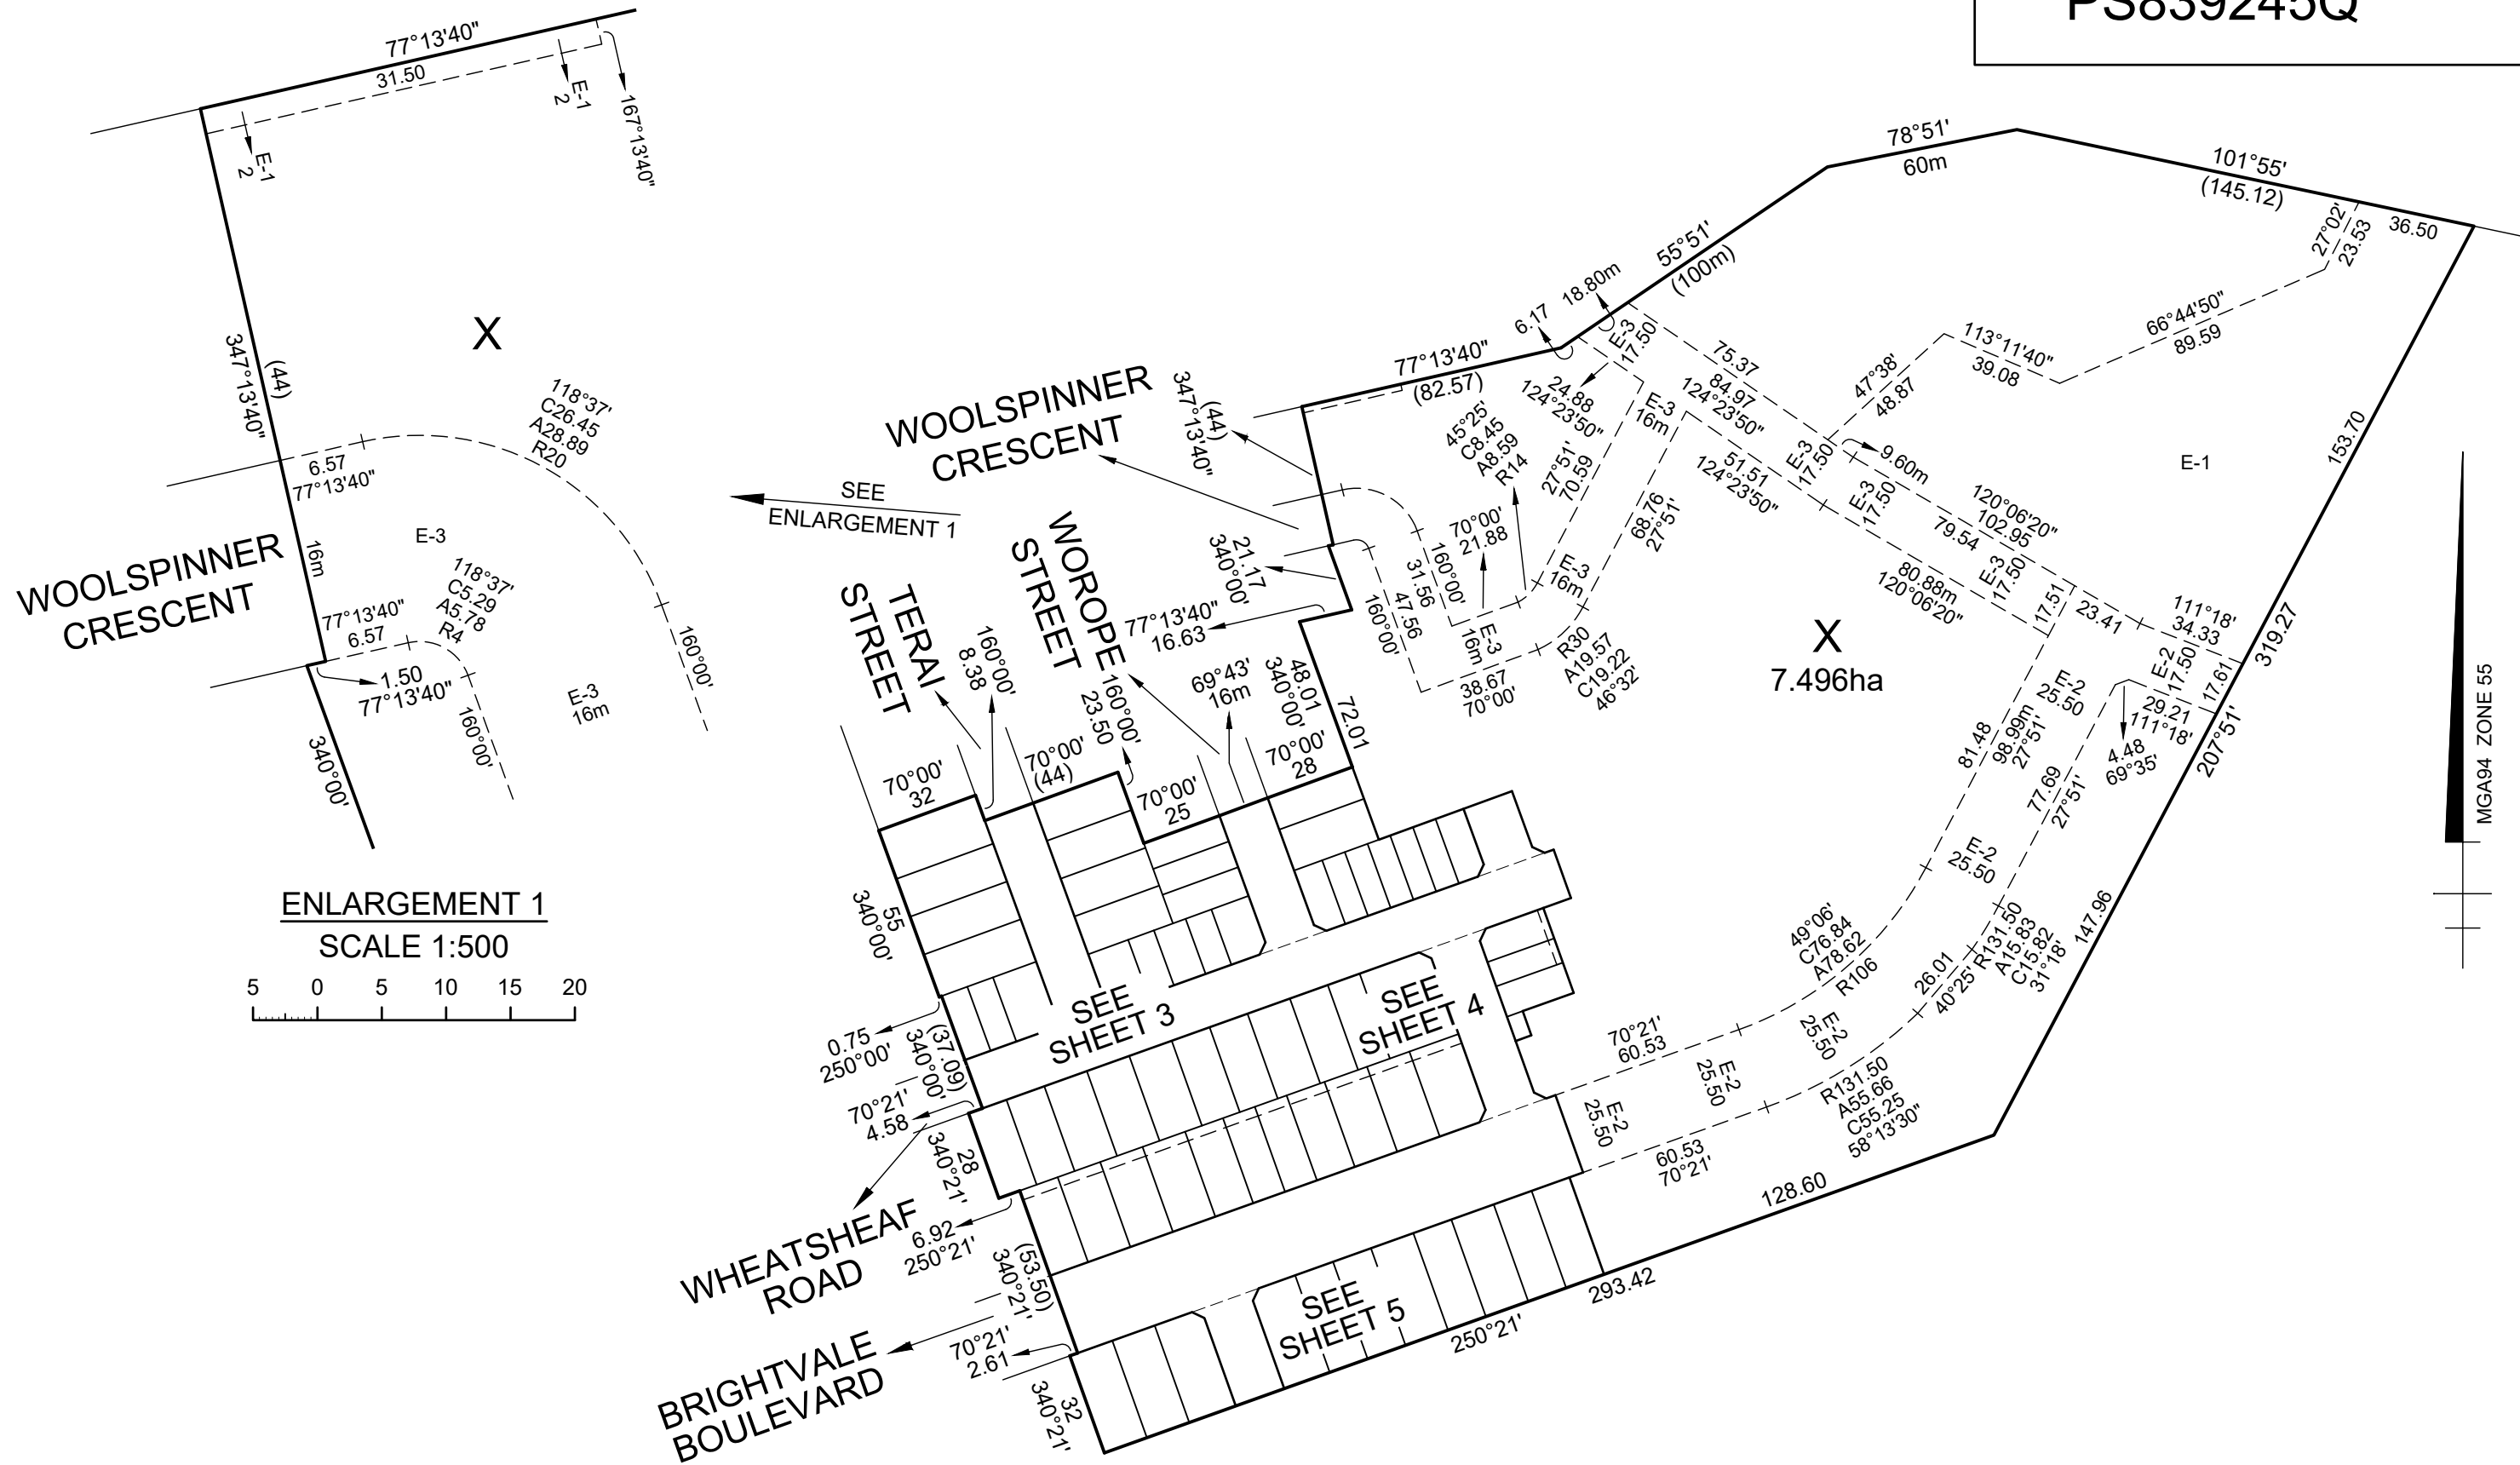 PS839245Q
77°13'40"
31.50
E-1
2
E-1
2
167°13'40"
X
347°13'40"
(44)
118°37'
C26.45
A28.89
R20
6.57
77°13'40"
E-3
16m
WOOLSPINNER
CRESCENT
118°37'
C5.29
A5.78
R4
77°13'40"
6.57
1.50
77°13'40"
E-3
16m
160°00'
160°00'
340°00'
ENLARGEMENT 1
SCALE 1:500
5 0 5 10 15 20
SEE
ENLARGEMENT 1
WOOLSPINNER
CRESCENT
(44)
347°13'40"
77°13'40"
(82.57)
6.17
18.80m
55°51'
(100m)
78°51'
60m
101°55'
(145.12)
36.50
27°02'
23.53
66°44'50"
89.59
113°11'40"
39.08
47°38'
48.87
E-3
17.50
75.37
84.97
124°23'50"
24.88
124°23'50"
E-3
16m
45°25'
C8.45
A8.59
R14
27°51'
70.59
51.51
124°23'50"
68.76
27°51'
E-3
17.50
9.60m
E-3
17.50
120°06'20"
102.95
79.54
E-3
17.50
80.88m
120°06'20"
17.51
23.41
111°18'
34.33
E-2
17.50
17.61
29.21
111°18'
4.48
69°35'
E-1
153.70
319.27
207°51'
147.96
MGA94 ZONE 55
X
7.496ha
70°00'
21.88
E-3
16m
160°00'
31.56
47.56
160°00'
E-3
16m
38.67
70°00'
R30
A19.57
C19.22
46°32'
21.17
340°00'
77°13'40"
16.63
48.01
340°00'
72.01
WOROPE
STREET
TERAI
STREET
160°00'
8.38
160°00'
23.50
69°43'
16m
70°00'
32
70°00'
(44)
70°00'
25
70°00'
28
55
340°00'
0.75
250°00'
(37.09)
340°00'
70°21'
4.58
28
340°21'
WHEATSHEAF
ROAD
6.92
250°21'
(53.50)
340°21'
BRIGHTVALE
BOULEVARD
70°21'
2.61
32
340°21'
SEE
SHEET 3
SEE
SHEET 4
SEE
SHEET 5
E-2
25.50
81.48
98.99m
27°51'
77.69
27°51'
E-2
25.50
49°06'
C76.84
A78.62
R106
R131.50
A15.83
C15.82
31°18'
26.01
40°25'
E-2
25.50
70°21'
60.53
E-2
25.50
E-2
25.50
60.53
70°21'
R131.50
A55.66
C55.25
58°13'30"
128.60
293.42
250°21'